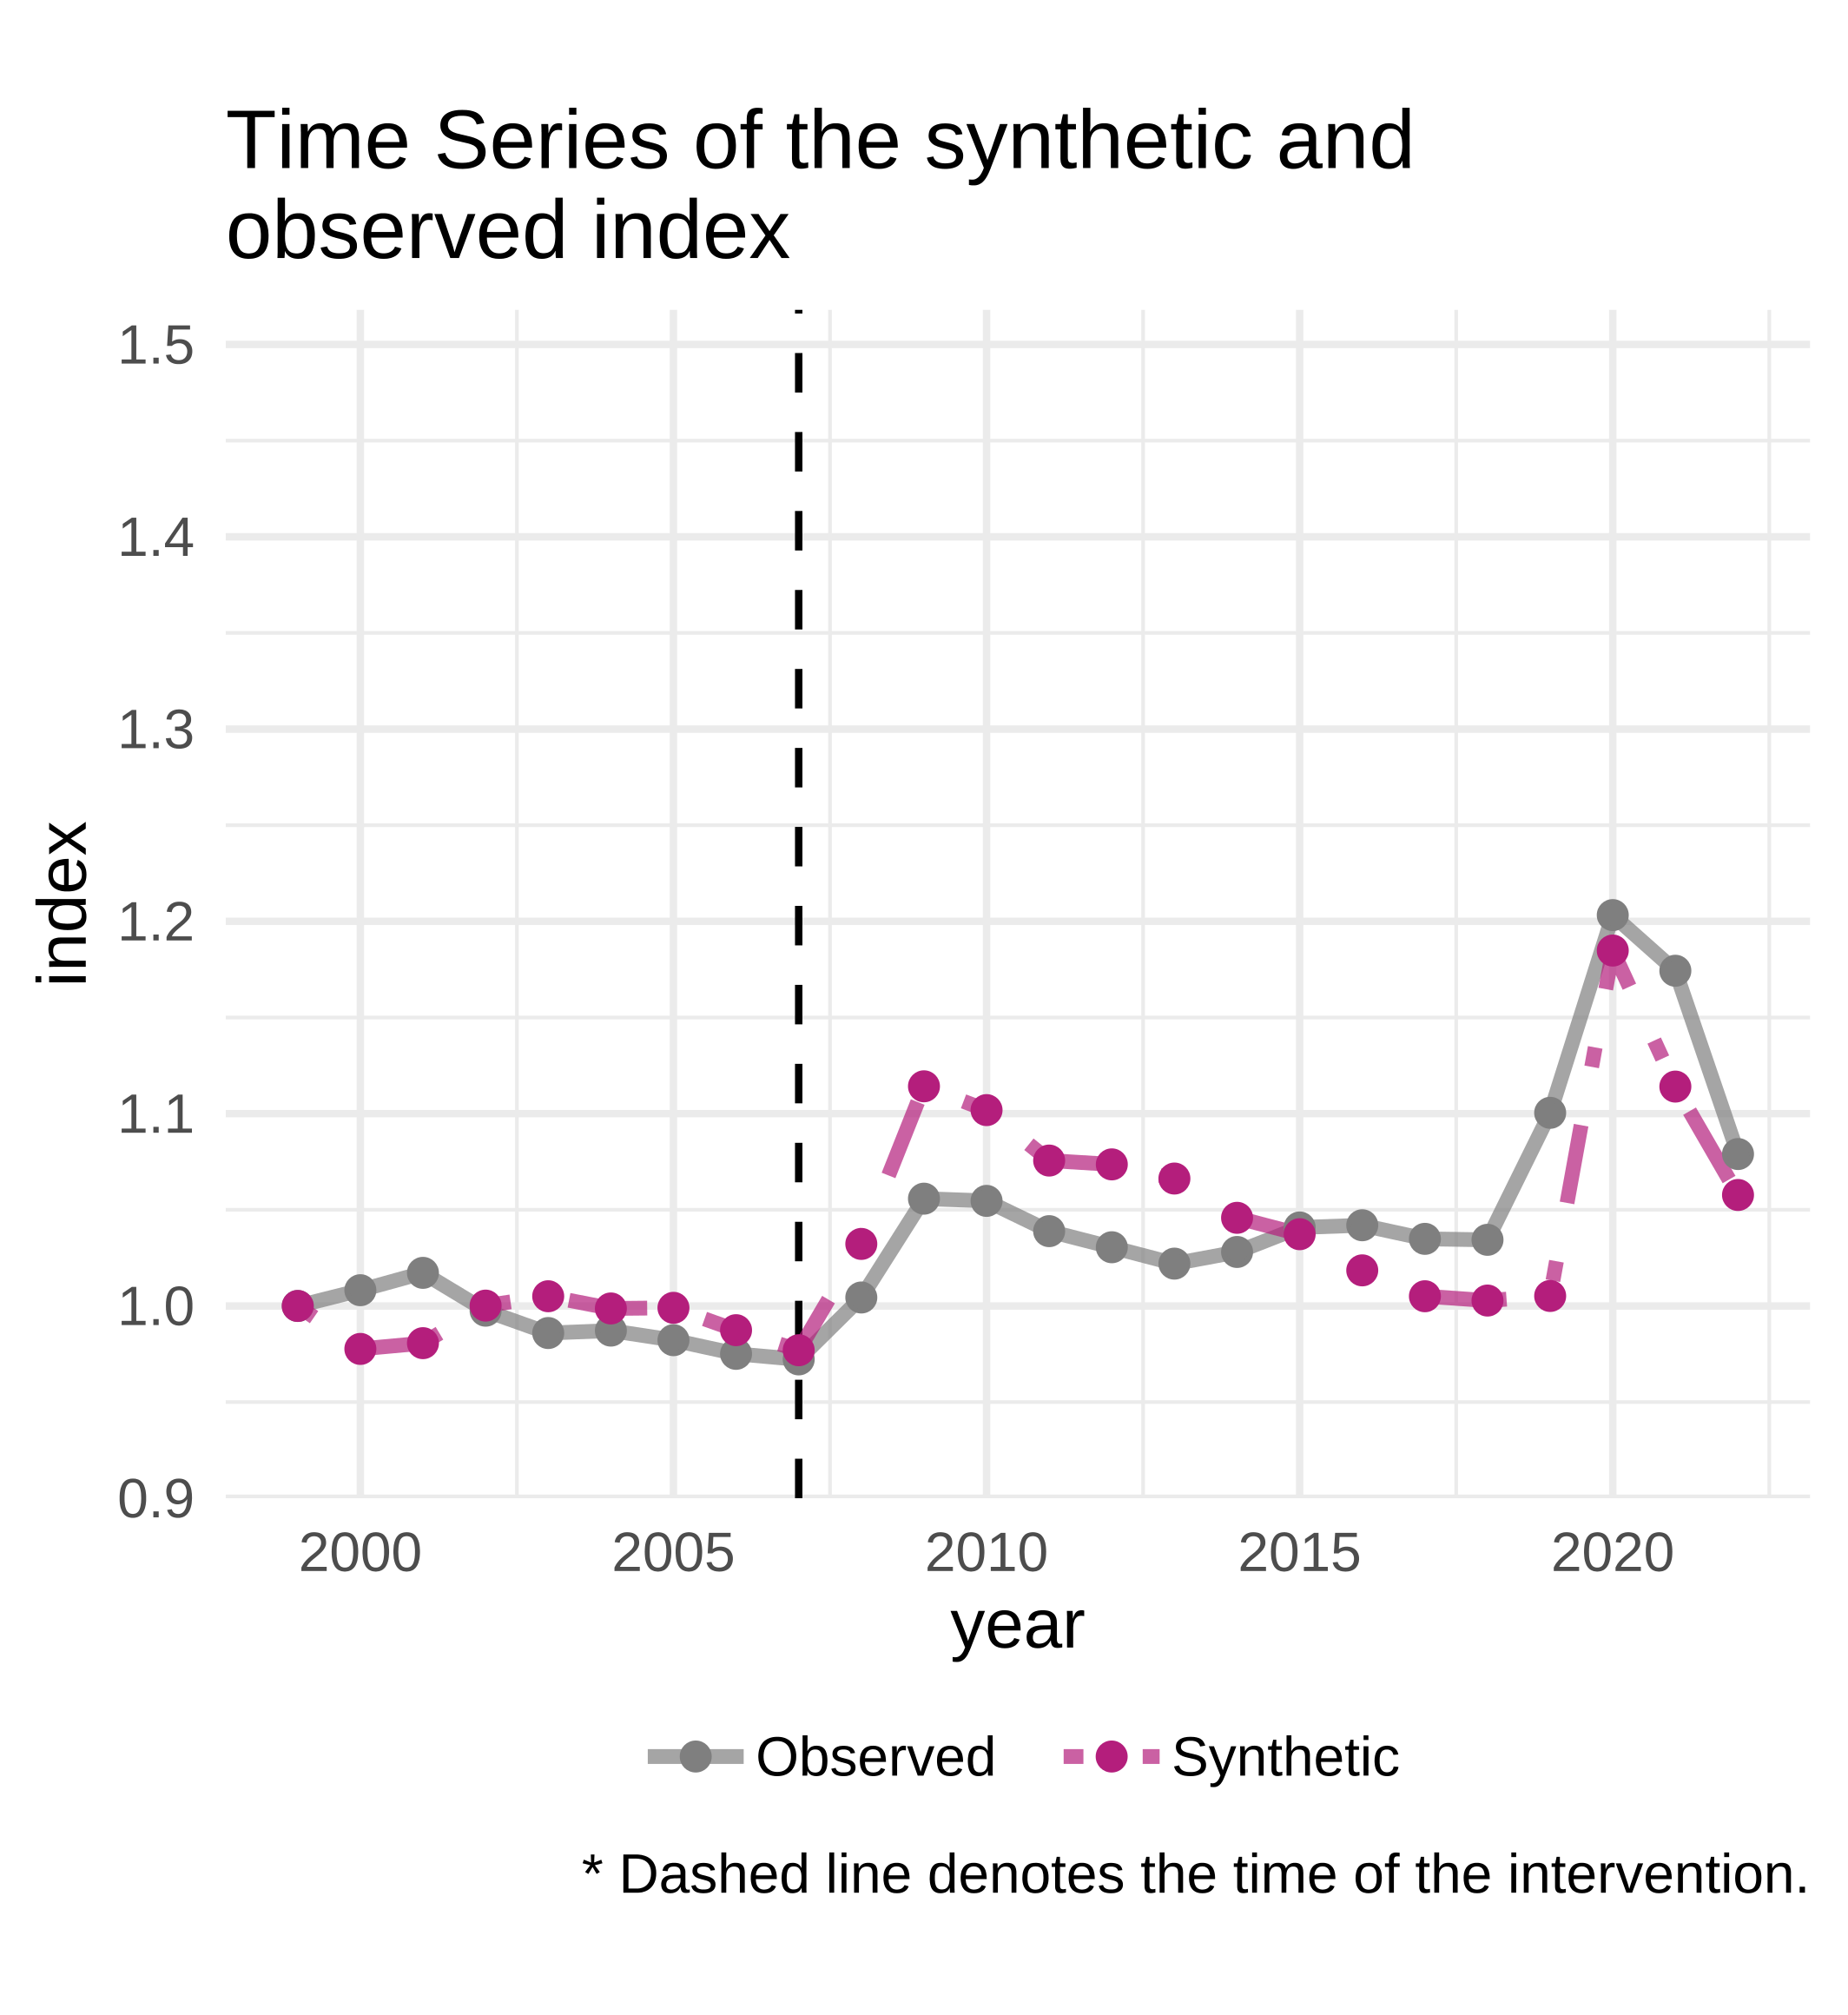 Time Series of the synthetic and
observed index
1.5
1.4
1.3
1.2
1.1
1.0
0.9
index
2000 2005 2010 2015 2020
year
Observed Synthetic
* Dashed line denotes the time of the intervention.